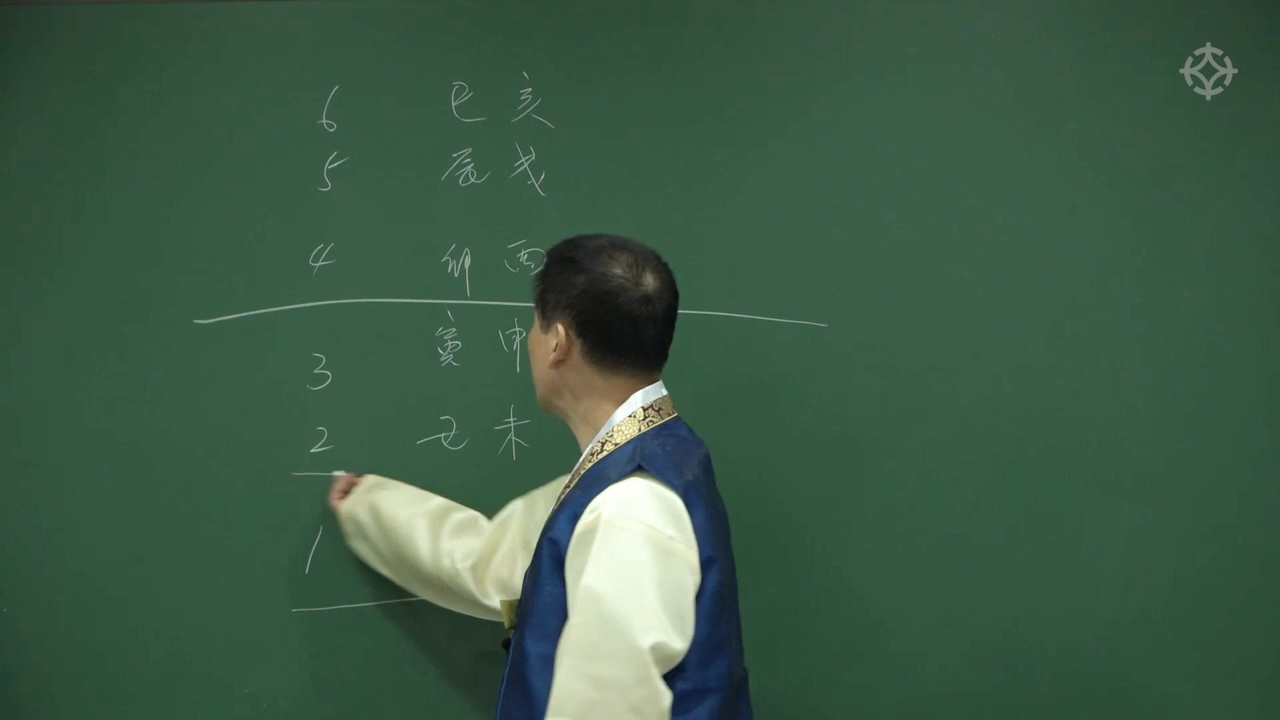 6 巳 亥
5 辰 戌
4 卯 酉
3 寅 申
2 丑 未
1